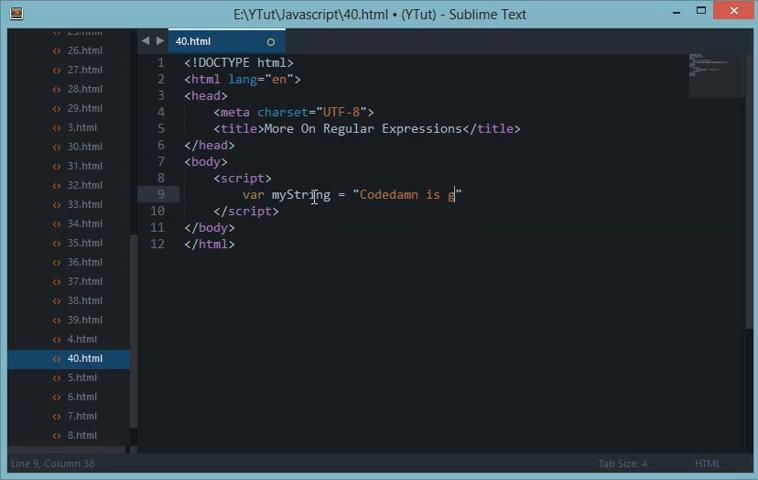 E:\YTut\Javascript\40.html • (YTut) - Sublime Text
40.html
25.html
26.html
27.html
28.html
29.html
3.html
30.html
31.html
32.html
33.html
34.html
35.html
36.html
37.html
38.html
39.html
4.html
40.html
5.html
6.html
7.html
8.html
1 <!DOCTYPE html>
2 <html lang="en">
3 <head>
4 <meta charset="UTF-8">
5 <title>More On Regular Expressions</title>
6 </head>
7 <body>
8 <script>
9 var myString = "Codedamn is g"
10 </script>
11 </body>
12 </html>
Line 9, Column 38
Tab Size: 4
HTML